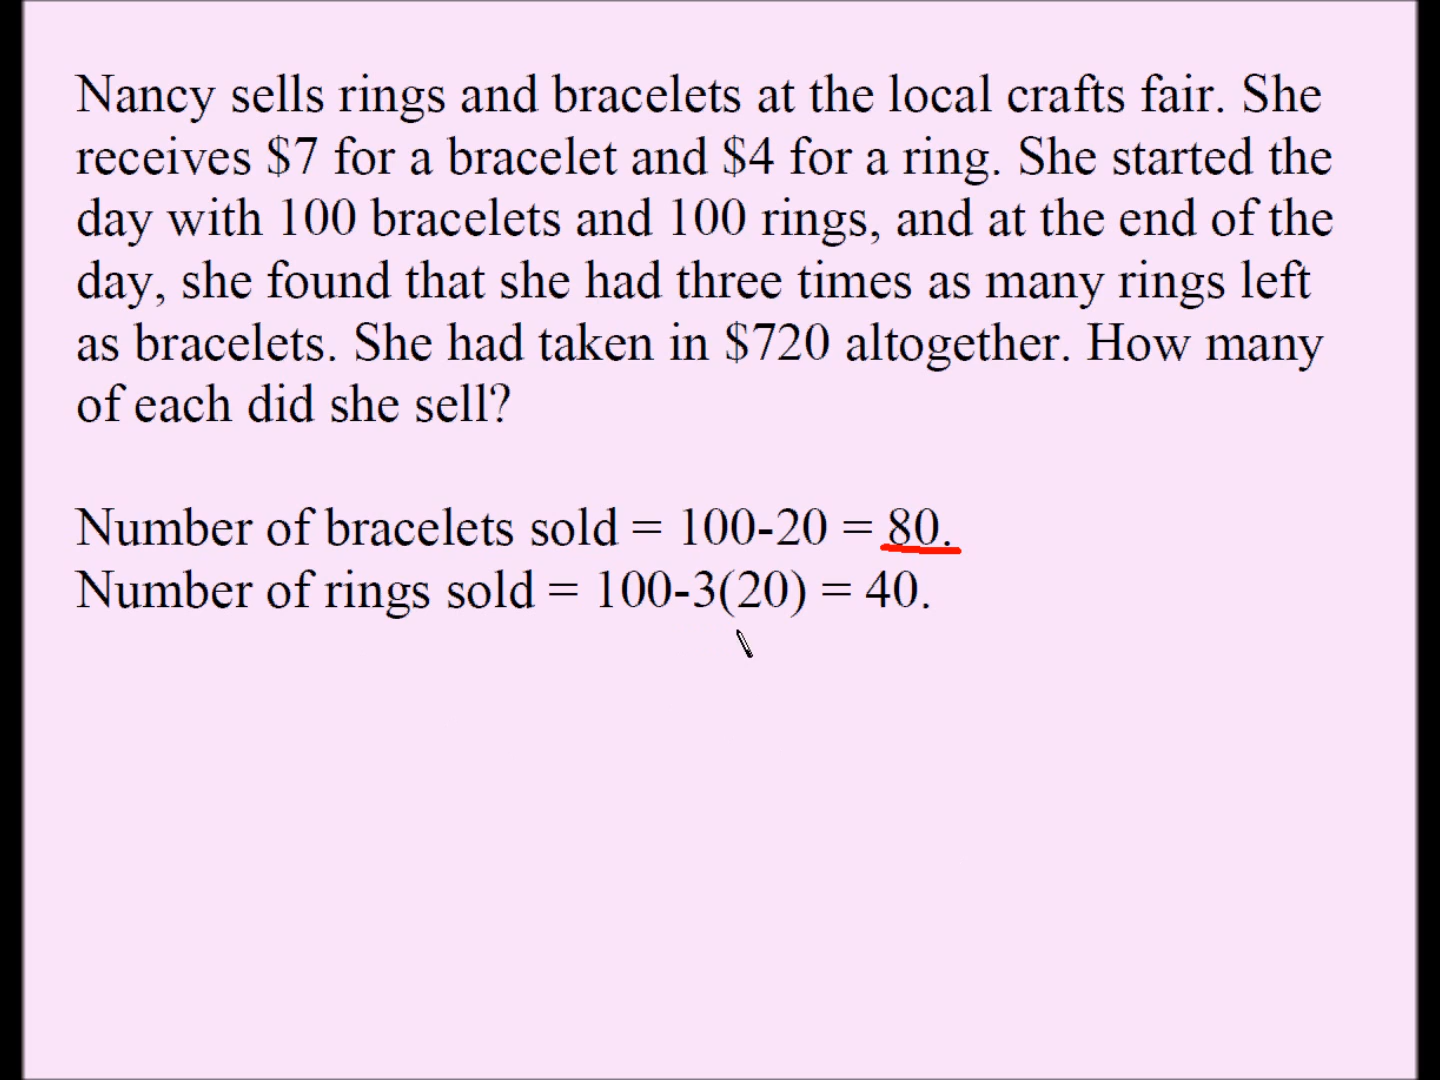 Nancy sells rings and bracelets at the local crafts fair. She
receives $7 for a bracelet and $4 for a ring. She started the
day with 100 bracelets and 100 rings, and at the end of the
day, she found that she had three times as many rings left
as bracelets. She had taken in $720 altogether. How many
of each did she sell?
Number of bracelets sold = 100-20 = 80.
Number of rings sold = 100-3(20) = 40.